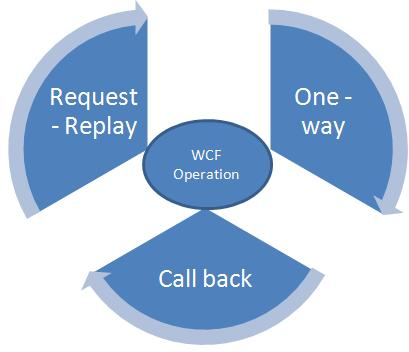 Request
- Replay
One -
way
WCF
Operation
Call back